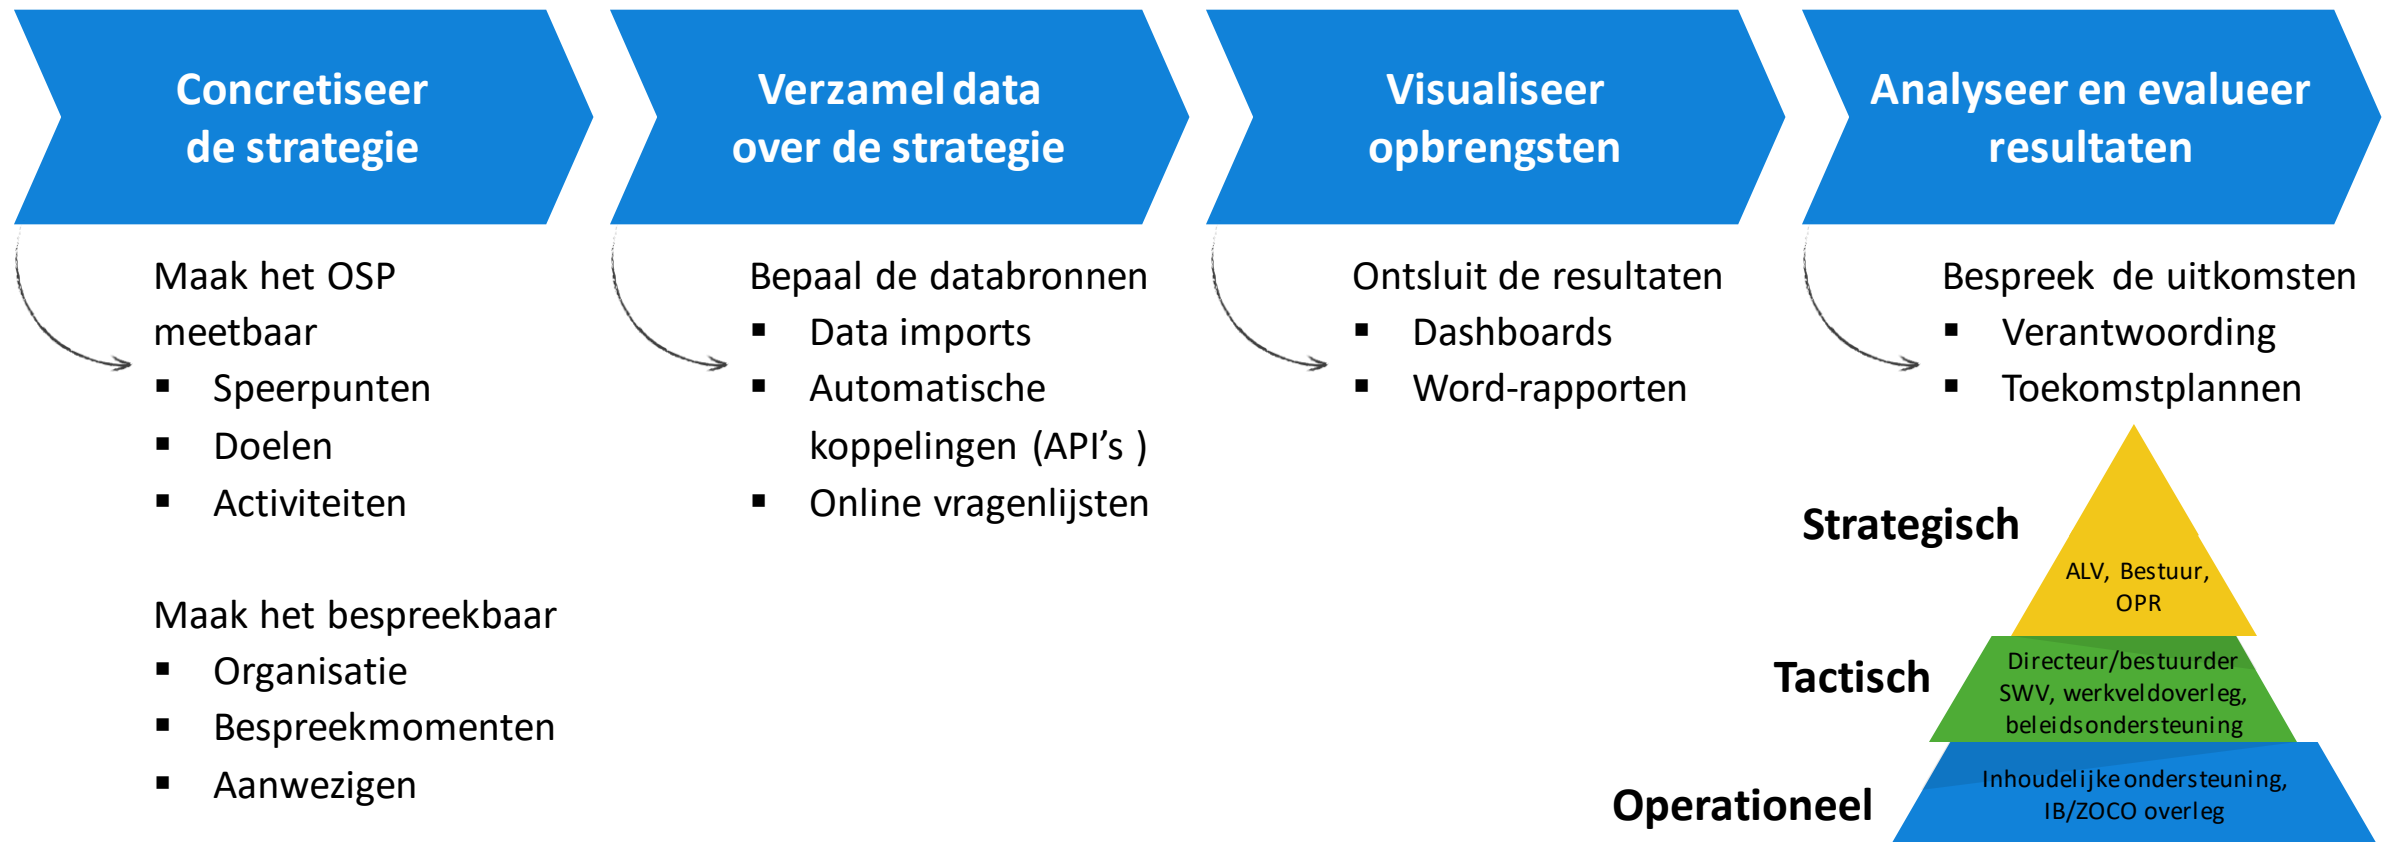 Concretiseer
de strategie
Verzamel data
over de strategie
Visualiseer
opbrengsten
Analyseer en evalueer
resultaten
Maak het OSP
meetbaar
▪ Speerpunten
▪ Doelen
▪ Activiteiten
Maak het bespreekbaar
▪ Organisatie
▪ Bespreekmomenten
▪ Aanwezigen
Bepaal de databronnen
▪ Data imports
▪ Automatische
koppelingen (API's )
▪ Online vragenlijsten
Ontsluit de resultaten
▪ Dashboards
▪ Word-rapporten
Bespreek de uitkomsten
▪ Verantwoording
▪ Toekomstplannen
Strategisch
ALV, Bestuur,
OPR
Tactisch
Directeur/bestuurder
SWV, werkveldoverleg,
beleidsondersteuning
Operationeel
Inhoudelijke ondersteuning,
IB/ZOCO overleg